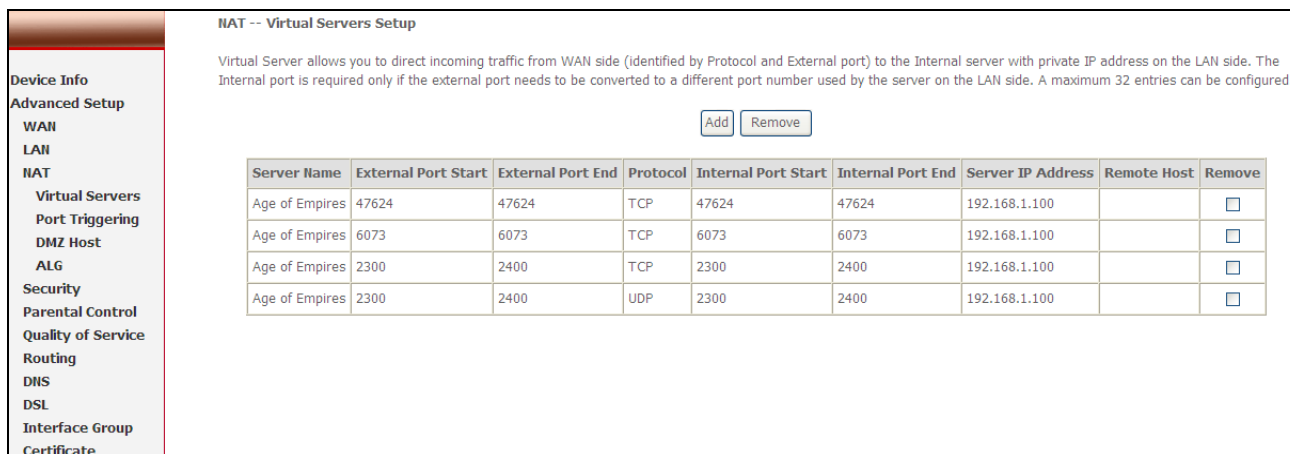 NAT -- Virtual Servers Setup
Virtual Server allows you to direct incoming traffic from WAN side (identified by Protocol and External port) to the Internal server with private IP address on the LAN side. The
Internal port is required only if the external port needs to be converted to a different port number used by the server on the LAN side. A maximum 32 entries can be configured
Device Info
Advanced Setup
WAN
LAN
NAT
Virtual Servers
Port Triggering
DMZ Host
ALG
Security
Parental Control
Quality of Service
Routing
DNS
DSL
Interface Group
Certificate
Add Remove
Server Name External Port Start External Port End Protocol Internal Port Start Internal Port End Server IP Address Remote Host Remove
Age of Empires 47624 47624 TCP 47624 47624 192.168.1.100
Age of Empires 6073 6073 TCP 6073 6073 192.168.1.100
Age of Empires 2300 2400 TCP 2300 2400 192.168.1.100
Age of Empires 2300 2400 UDP 2300 2400 192.168.1.100